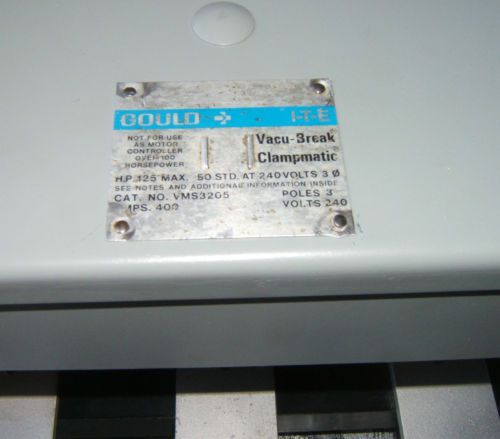 GOULD I-T-E
NOT FOR USE
AS MOTOR
CONTROLLER
OVER 100
HORSEPOWER
Vacu-Break
Clampmatic
H.P. 125 MAX. 50 STD. AT 240 VOLTS 3 Ø
SEE NOTES AND ADDITIONAL INFORMATION INSIDE
CAT. NO. VMS3205 POLES 3
MPS. 400 VOLTS 240